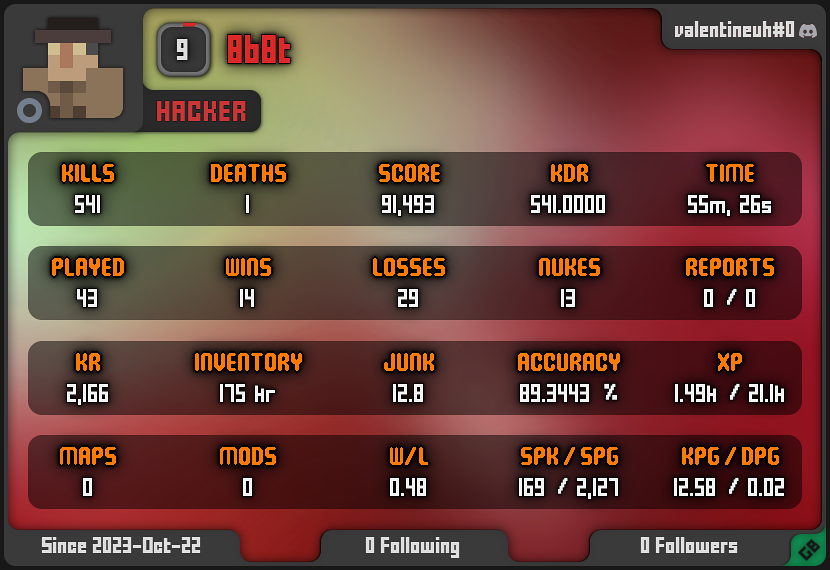 valentineuh#0
9 8b8t
HACKER
KILLS DEATHS SCORE KDR TIME
541 1 91,493 541.0000 55m, 26s
PLAYED WINS LOSSES NUKES REPORTS
43 14 29 13 0 / 0
KR INVENTORY JUNK ACCURACY XP
2,166 175 kr 12.8 89.3443 % 1.49k / 21.1k
MAPS MODS W/L SPK / SPG KPG / DPG
0 0 0.48 169 / 2,127 12.58 / 0.02
Since 2023-Oct-22 0 Following 0 Followers
GB